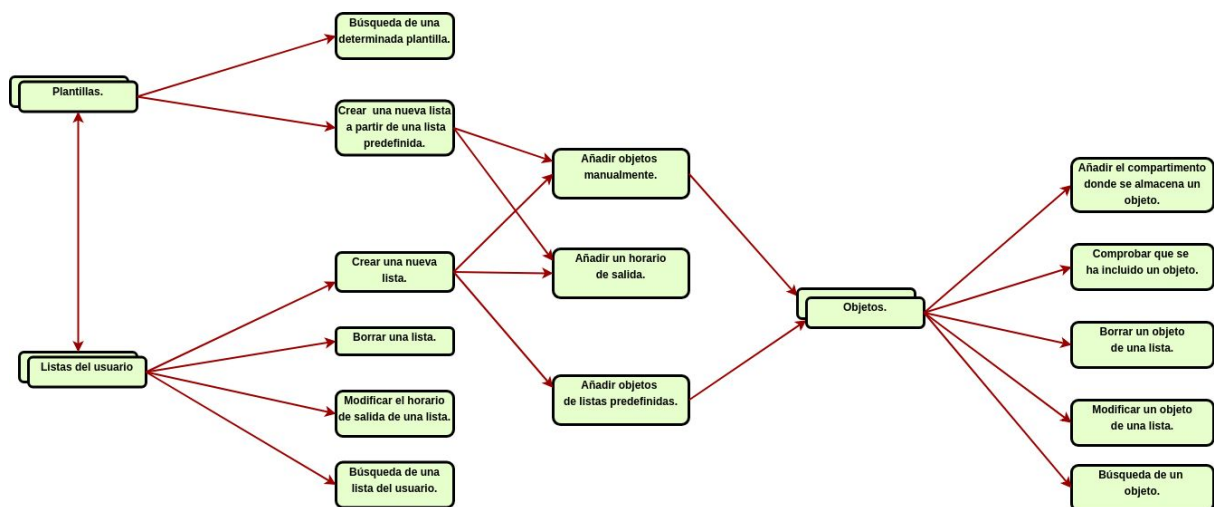 Búsqueda de una
determinada plantilla.
Plantillas.
Crear una nueva lista
a partir de una lista
predefinida.
Añadir objetos
manualmente.
Añadir el compartimento
donde se almacena un
objeto.
Crear una nueva
lista.
Añadir un horario
de salida.
Comprobar que se
ha incluido un objeto.
Objetos.
Borrar una lista.
Borrar un objeto
de una lista.
Listas del usuario
Modificar el horario
de salida de una lista.
Añadir objetos
de listas predefinidas.
Modificar un objeto
de una lista.
Búsqueda de una
lista del usuario.
Búsqueda de un
objeto.